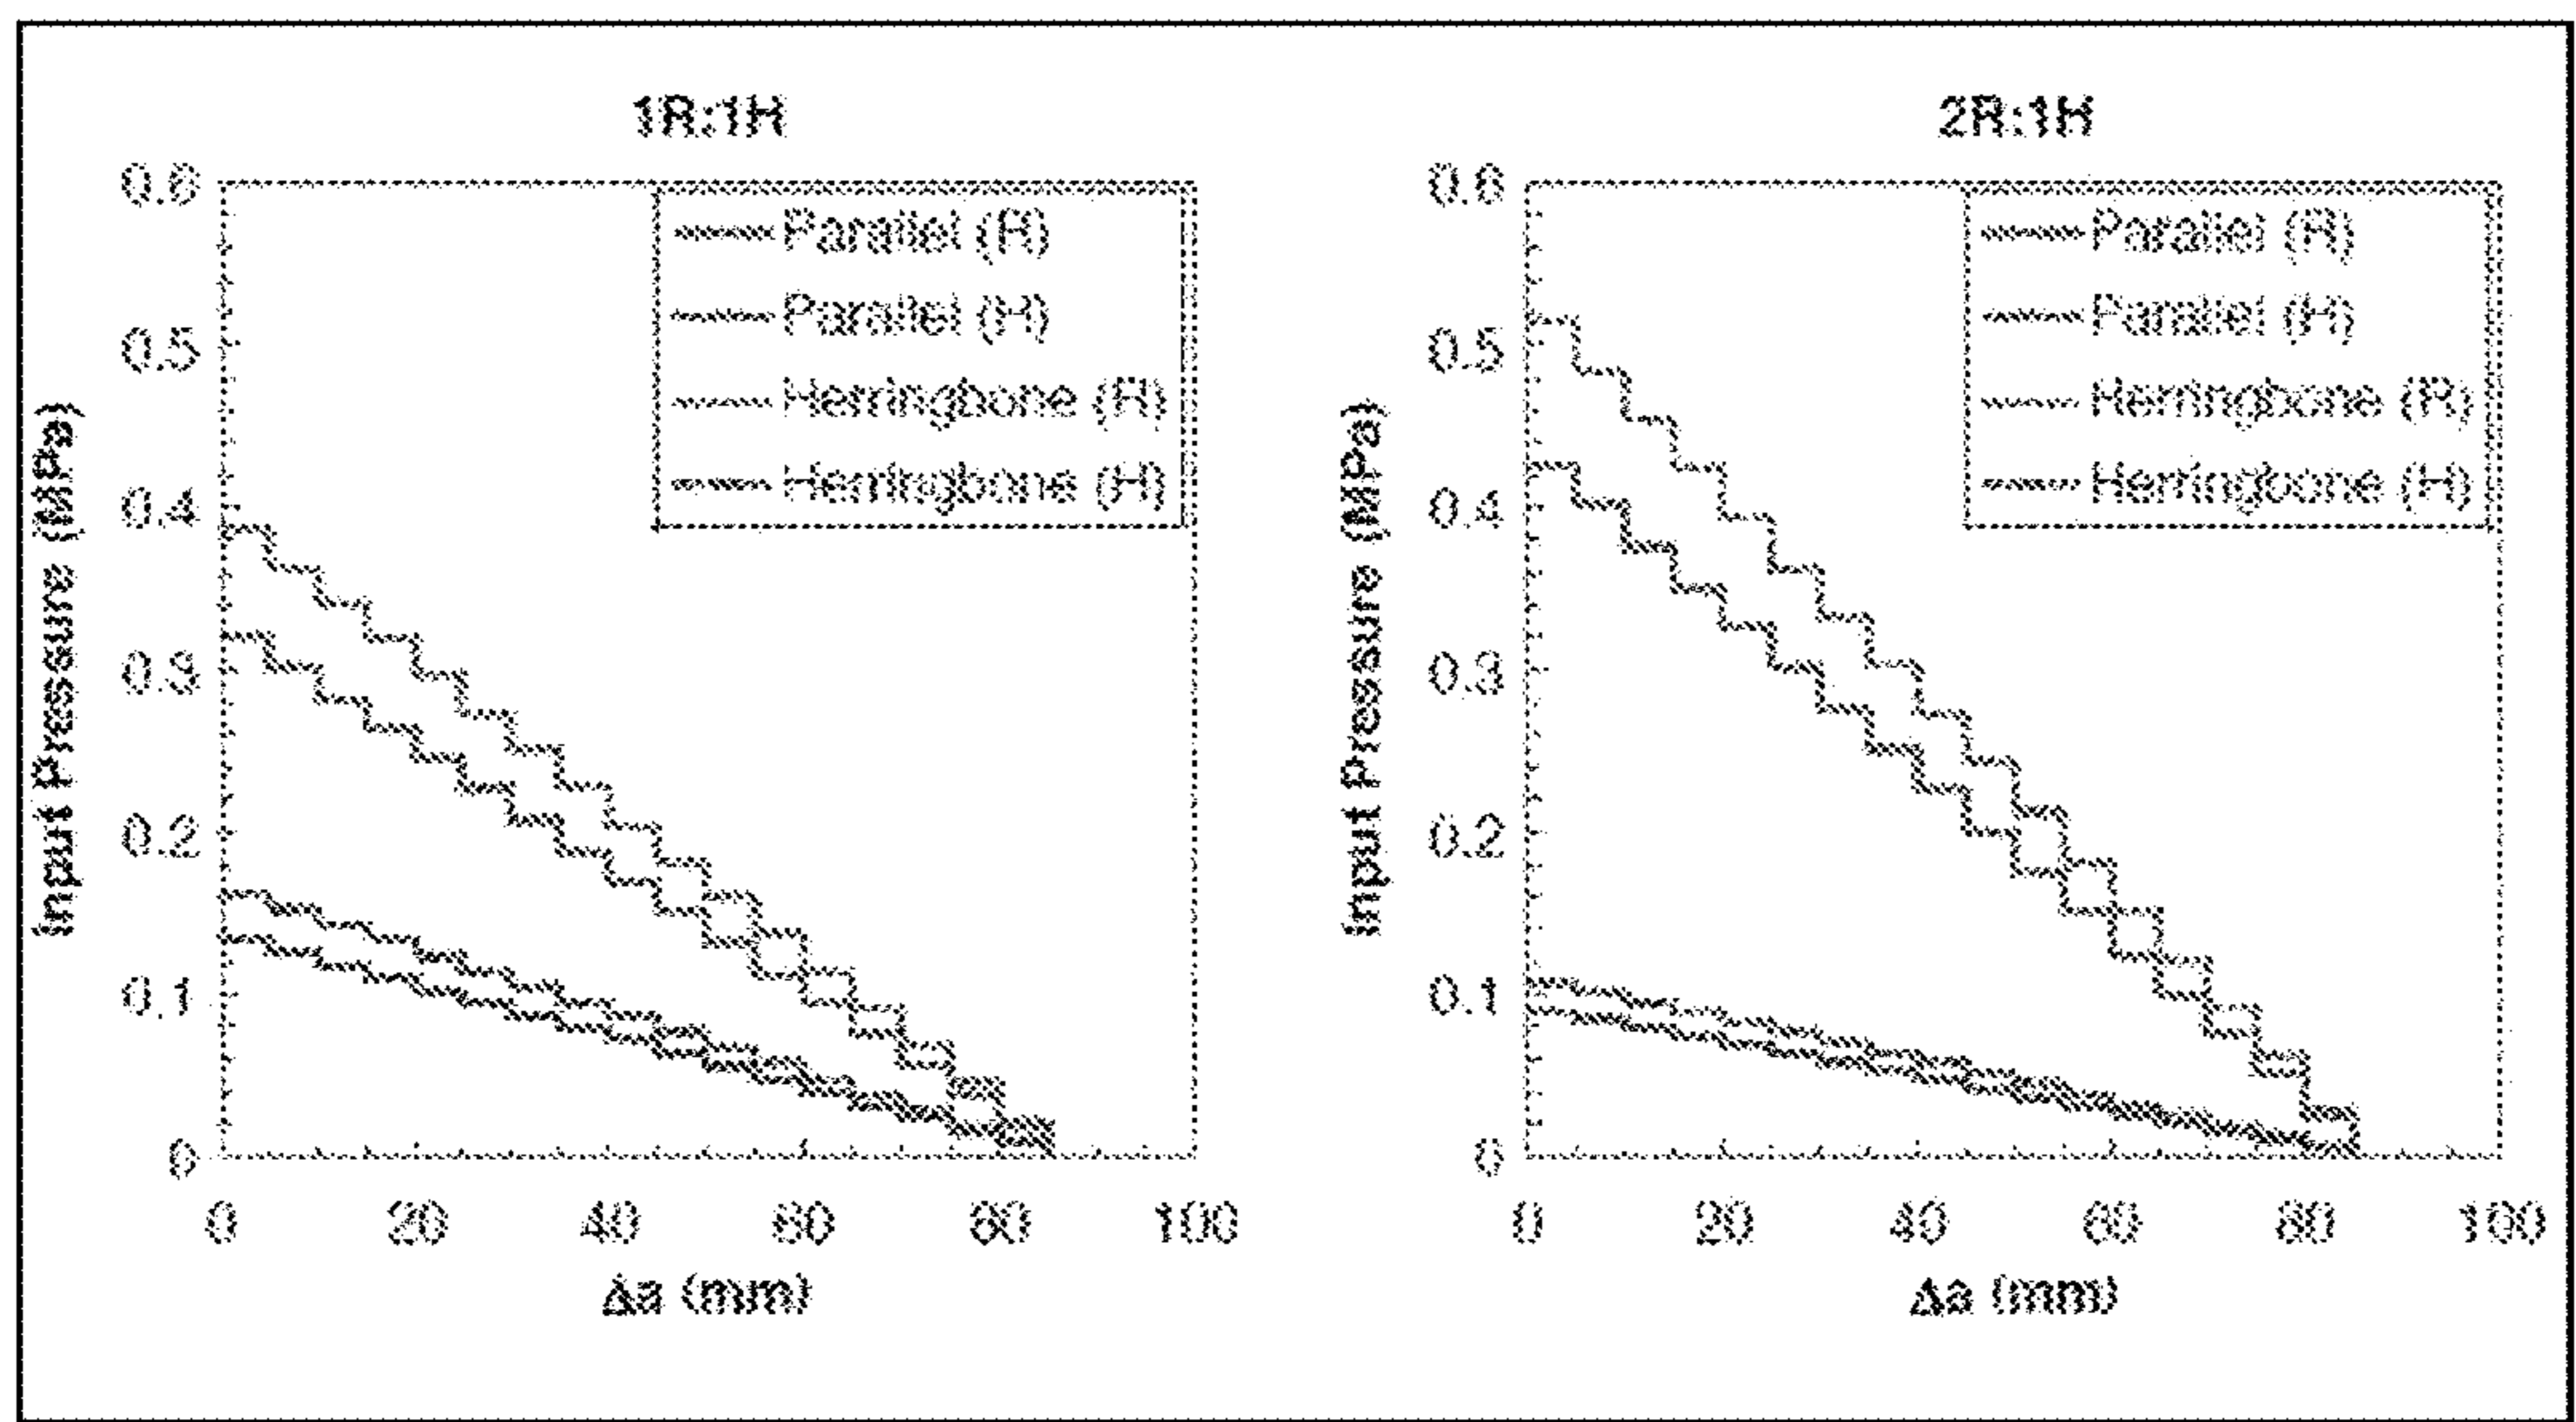 1R:1H
0.6
0.5
0.4
0.3
0.2
0.1
0
Input Pressure (MPa)
Parallel (R)
Parallel (H)
Herringbone (R)
Herringbone (H)
0 20 40 60 80 100
Δa (mm)
2R:1H
0.6
0.5
0.4
0.3
0.2
0.1
0
Input Pressure (MPa)
Parallel (R)
Parallel (H)
Herringbone (R)
Herringbone (H)
0 20 40 60 80 100
Δa (mm)